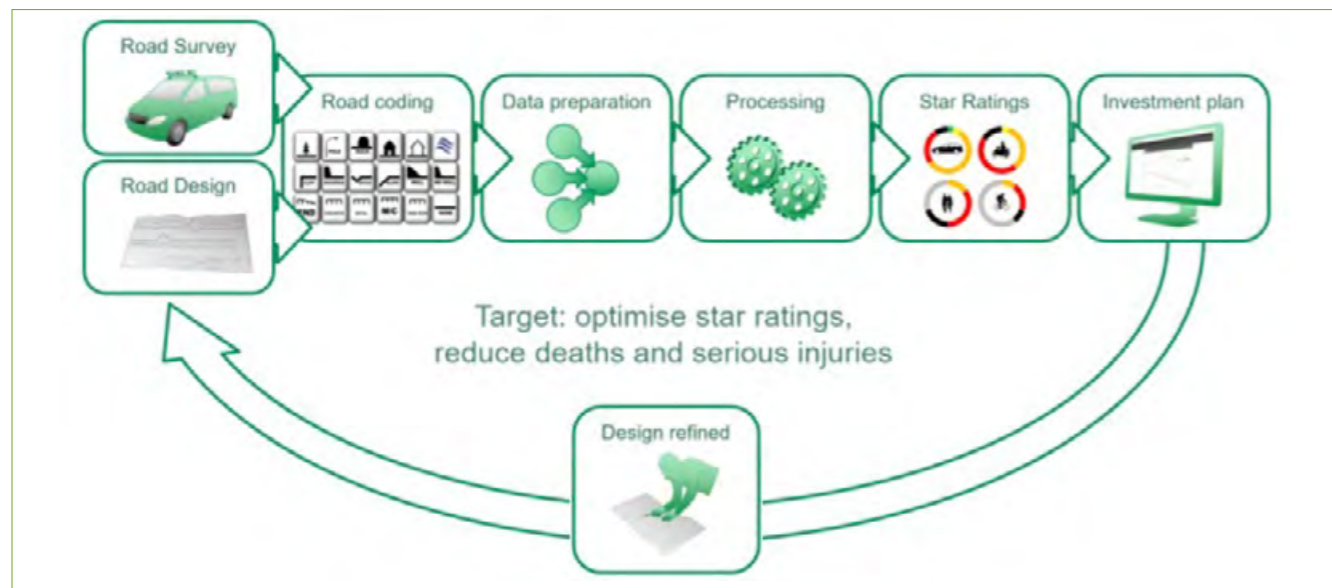 Road Survey
Road Design
Road coding
Data preparation
Processing
Star Ratings
Investment plan
Target: optimise star ratings,
reduce deaths and serious injuries
Design refined